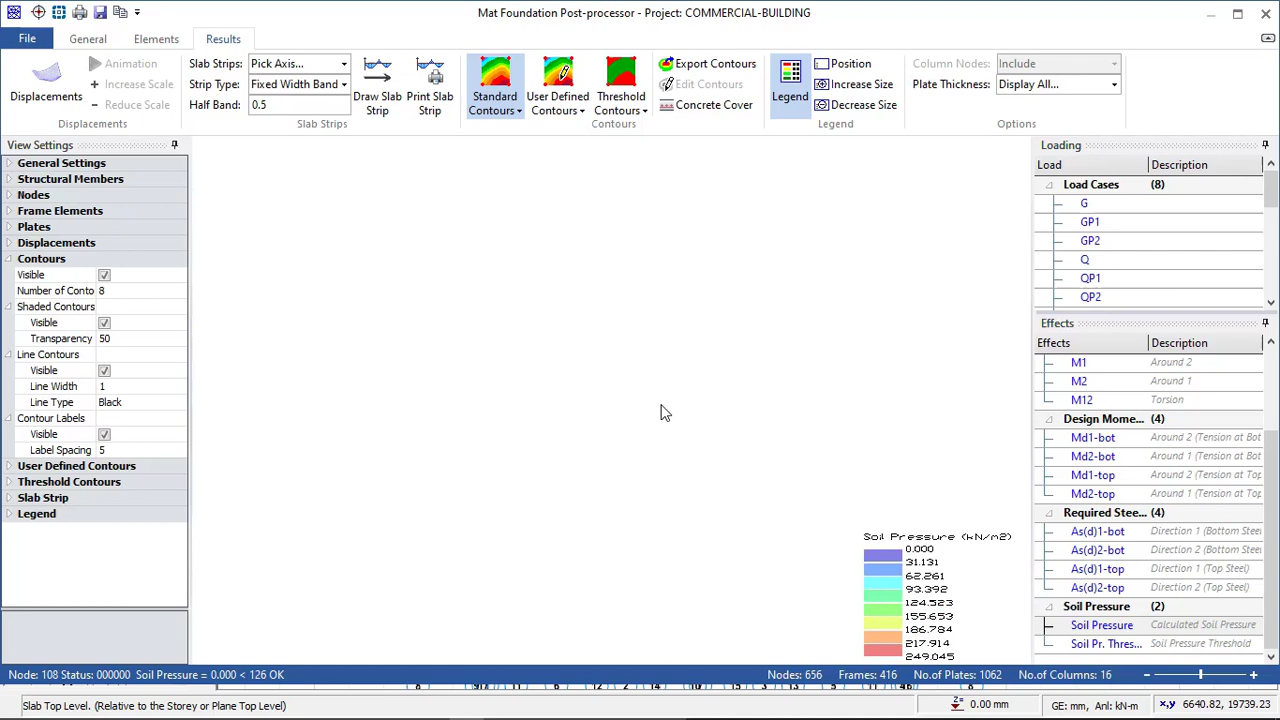 Mat Foundation Post-processor - Project: COMMERCIAL-BUILDING
File General Elements Results
Displacements
Animation
Increase Scale
Reduce Scale
Displacements
Slab Strips: Pick Axis...
Strip Type: Fixed Width Band
Half Band: 0.5
Draw Slab Strip
Print Slab Strip
Slab Strips
Standard Contours
User Defined Contours
Threshold Contours
Export Contours
Edit Contours
Concrete Cover
Contours
Legend
Position
Increase Size
Decrease Size
Legend
Column Nodes: Include
Plate Thickness: Display All...
Options
View Settings
General Settings
Structural Members
Nodes
Frame Elements
Plates
Displacements
Contours
Visible
Number of Conto 8
Shaded Contours
Visible
Transparency 50
Line Contours
Visible
Line Width 1
Line Type Black
Contour Labels
Visible
Label Spacing 5
User Defined Contours
Threshold Contours
Slab Strip
Legend
Soil Pressure (kN/m2)
0.000
31.131
62.261
93.392
124.523
155.653
186.784
217.914
249.045
Loading
Load Description
Load Cases (8)
G
GP1
GP2
Q
QP1
QP2
Effects
Effects Description
M1 Around 2
M2 Around 1
M12 Torsion
Design Mome... (4)
Md1-bot Around 2 (Tension at Bot
Md2-bot Around 1 (Tension at Bot
Md1-top Around 2 (Tension at Top
Md2-top Around 1 (Tension at Top
Required Stee... (4)
As(d)1-bot Direction 1 (Bottom Steel
As(d)2-bot Direction 2 (Bottom Steel
As(d)1-top Direction 1 (Top Steel)
As(d)2-top Direction 2 (Top Steel)
Soil Pressure (2)
Soil Pressure Calculated Soil Pressure
Soil Pr. Thres... Soil Pressure Threshold
Node: 108 Status: 000000 Soil Pressure = 0.000 < 126 OK Nodes: 656 Frames: 416 No.of Plates: 1062 No.of Columns: 16
Slab Top Level. (Relative to the Storey or Plane Top Level) Z= 0.00 mm GE: mm, Anl: kN-m x,y 6640.82, 19739.23